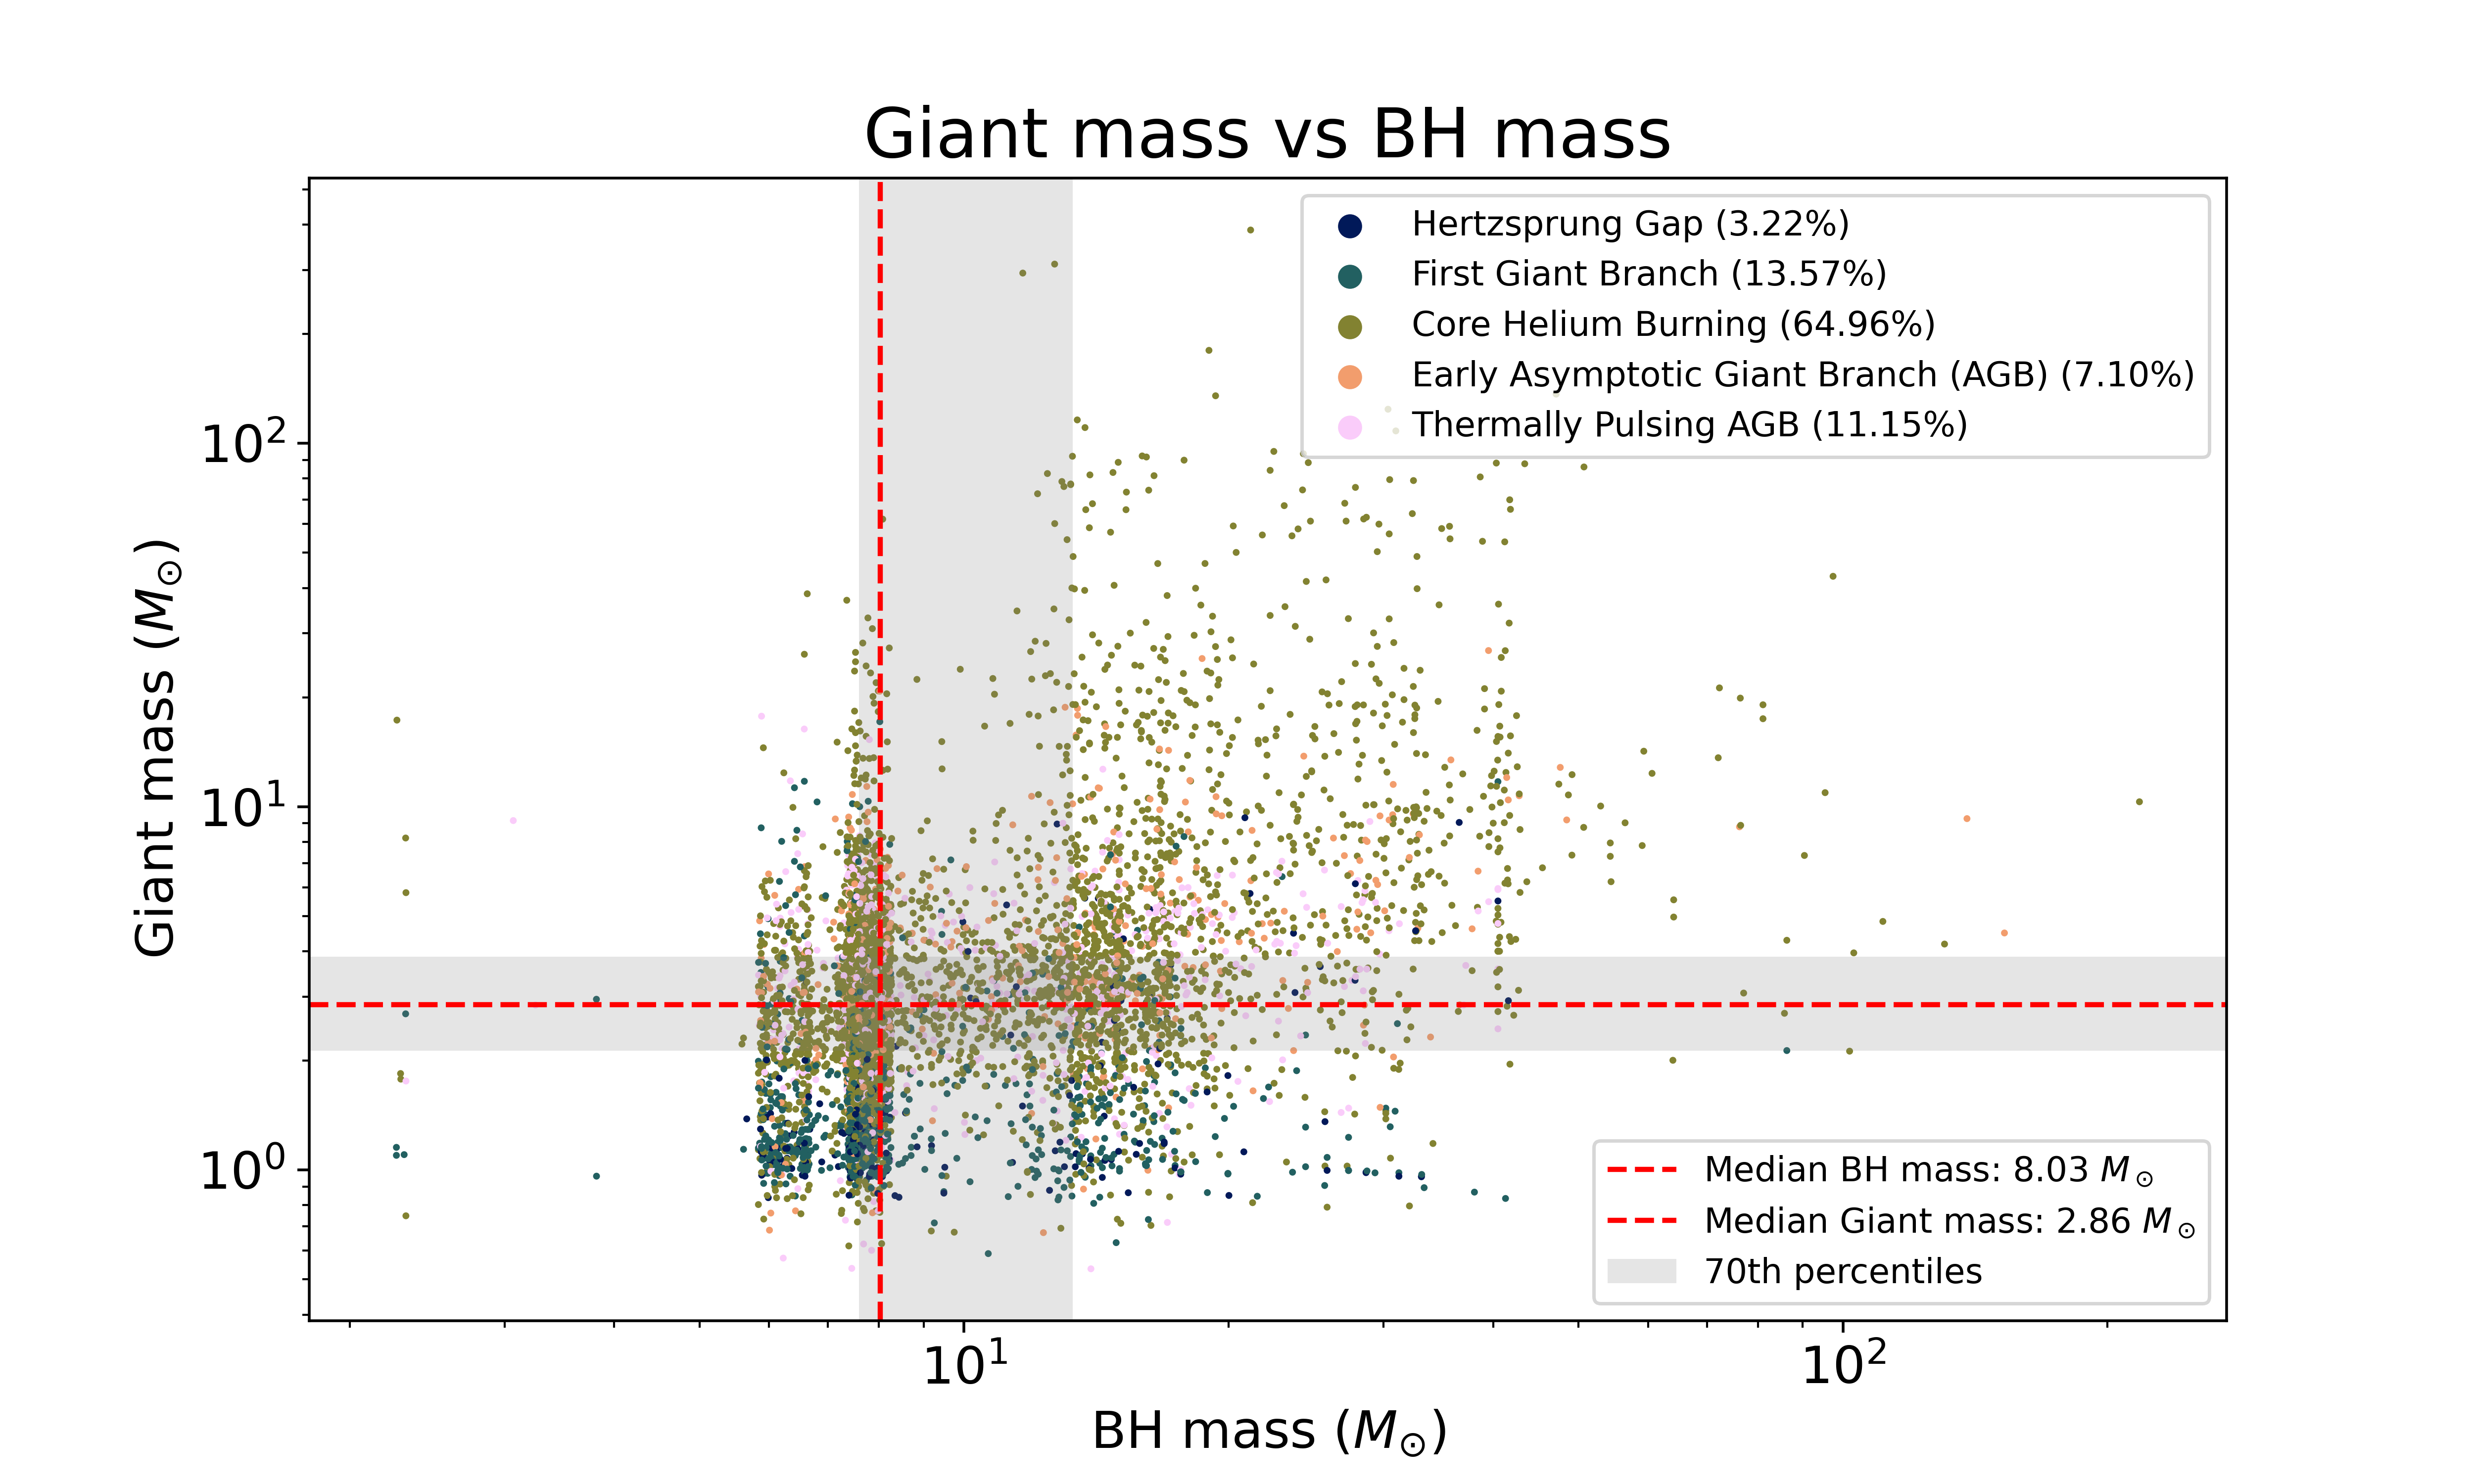 Giant mass vs BH mass
Hertzsprung Gap (3.22%)
First Giant Branch (13.57%)
Core Helium Burning (64.96%)
Early Asymptotic Giant Branch (AGB) (7.10%)
Thermally Pulsing AGB (11.15%)
10²
10¹
10⁰
Giant mass (M☉)
Median BH mass: 8.03 M☉
Median Giant mass: 2.86 M☉
70th percentiles
10¹
10²
BH mass (M☉)